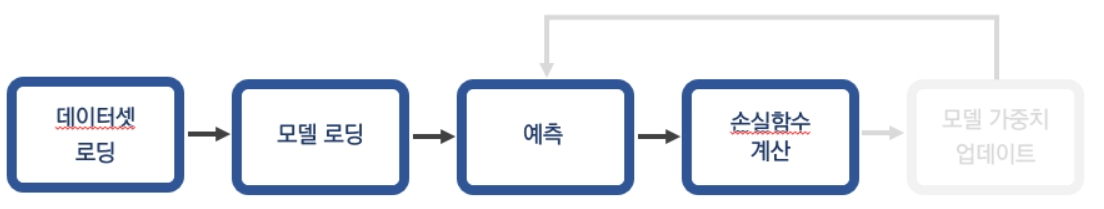 데이터셋
로딩
모델 로딩
예측
손실함수
계산
모델 가중치
업데이트